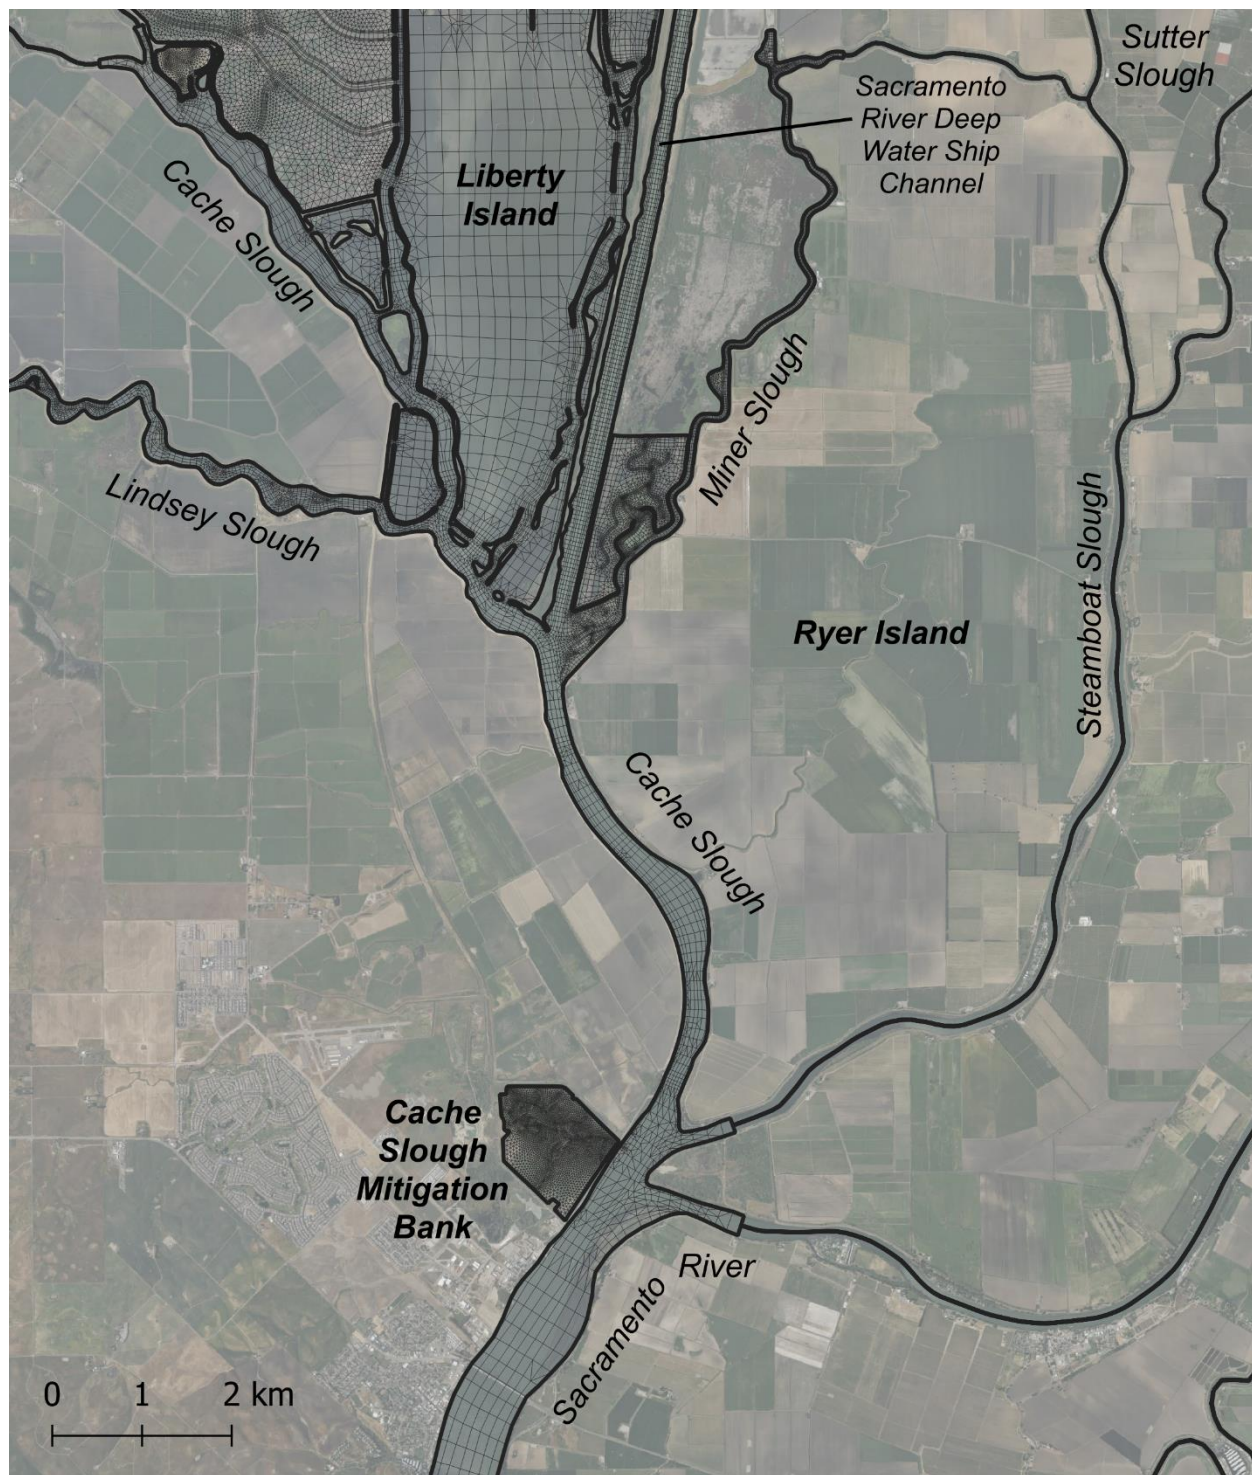 Sutter
Slough
Sacramento
River Deep
Water Ship
Channel
Liberty
Island
Cache Slough
Miner Slough
Lindsey Slough
Steamboat Slough
Ryer Island
Cache Slough
Cache
Slough
Mitigation
Bank
River
Sacramento
0 1 2 km